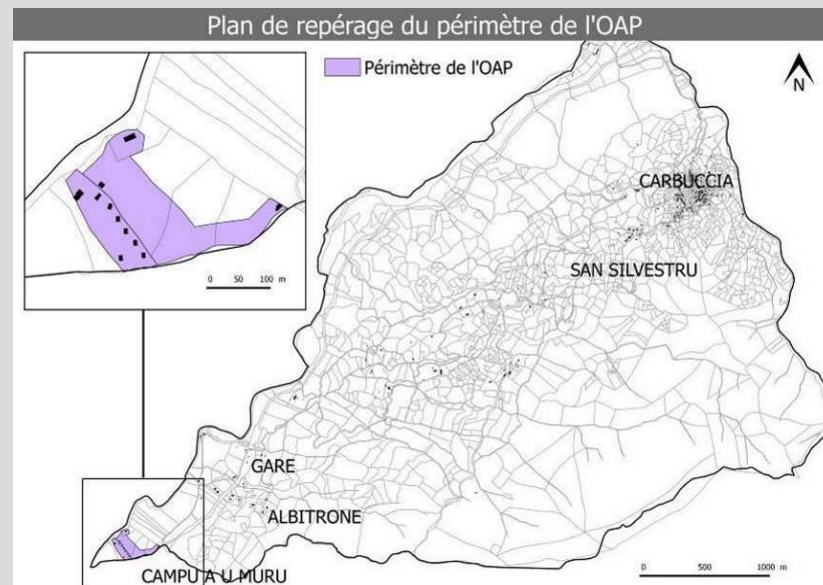 Plan de repérage du périmètre de l'OAP
Périmètre de l'OAP
N
CARBUCCIA
SAN SILVESTRU
0 50 100 m
GARE
ALBITRONE
CAMPU A U MURU
0 500 1000 m